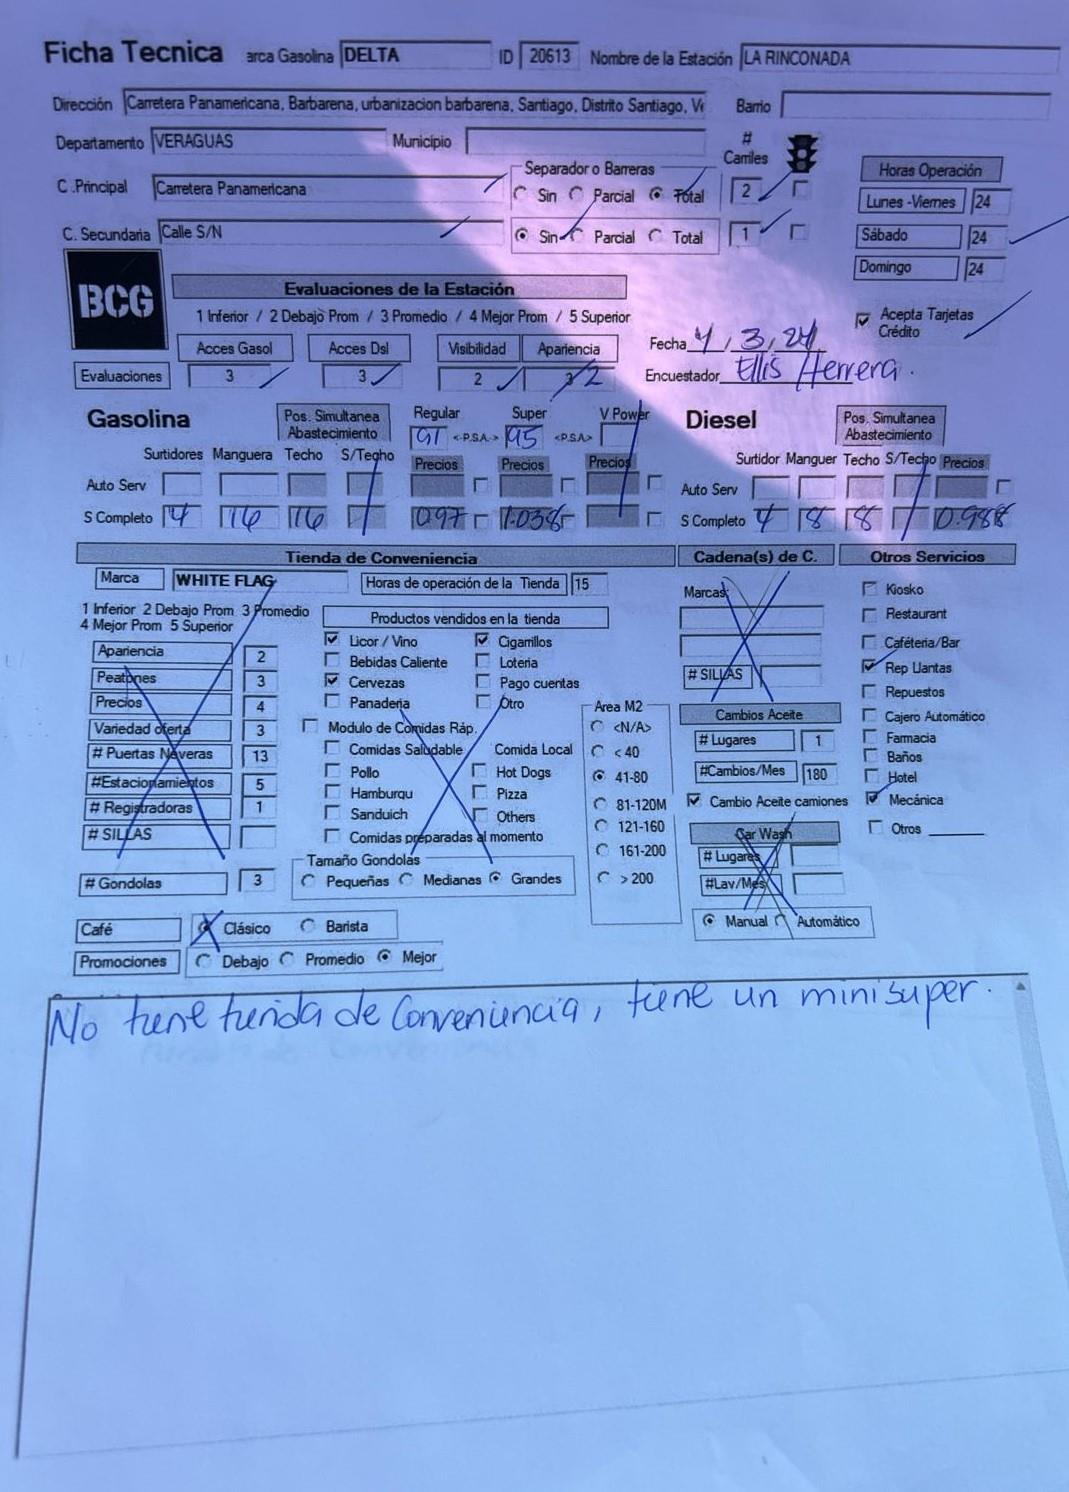 Ficha Tecnica arca Gasolina DELTA ID 20613 Nombre de la Estación LA RINCONADA
Dirección Carretera Panamericana, Barbarena, urbanizacion barbarena, Santiago, Distrito Santiago, Ve Barrio
Departamento VERAGUAS Municipio # Carriles
C .Principal Carretera Panamericana Separador o Barreras Sin Parcial Total 2
C. Secundaria Calle S/N Sin Parcial Total 1
Horas Operación
Lunes -Viernes 24
Sábado 24
Domingo 24
BCG
Evaluaciones de la Estación
1 Inferior / 2 Debajo Prom / 3 Promedio / 4 Mejor Prom / 5 Superior
Acepta Tarjetas Crédito
Acces Gasol Acces Dsl Visibilidad Apariencia
Evaluaciones 3 3 2 3 2
Fecha 4 / 3 / 24
Encuestador Ellis Herrera.
Gasolina Pos. Simultanea Abastecimiento Regular Super V Power
91 <-P.S.A.-> 95 <-P.S.A>
Surtidores Manguera Techo S/Techo Precios Precios Precios
Auto Serv
S Completo 4 16 16 0.97 1.038
Diesel Pos. Simultanea Abastecimiento
Surtidor Manguer Techo S/Techo Precios
Auto Serv
S Completo 4 8 8 0.988
Tienda de Conveniencia
Marca WHITE FLAG Horas de operación de la Tienda 15
1 Inferior 2 Debajo Prom 3 Promedio
4 Mejor Prom 5 Superior
Apariencia 2
Peatones 3
Precios 4
Variedad oferta 3
# Puertas Neveras 13
#Estacionamientos 5
# Registradoras 1
# SILLAS
# Gondolas 3
Productos vendidos en la tienda
Licor / Vino Cigarrillos
Bebidas Caliente Loteria
Cervezas Pago cuentas
Panaderia Otro
Modulo de Comidas Ráp.
Comidas Saludable Comida Local
Pollo Hot Dogs
Hamburqu Pizza
Sanduich Others
Comidas préparadas al momento
Tamaño Gondolas
Pequeñas Medianas Grandes
Area M2
<N/A>
< 40
41-80
81-120M
121-160
161-200
> 200
Cadena(s) de C.
Marcas:
# SILLAS
Cambios Aceite
# Lugares 1
#Cambios/Mes 180
Cambio Aceite camiones
Car Wash
# Lugares
#Lav/Mes
Manual Automático
Otros Servicios
Kiosko
Restaurant
Caféteria/Bar
Rep Llantas
Repuestos
Cajero Automático
Farmacia
Baños
Hotel
Mecánica
Otros
Café Clásico Barista
Promociones Debajo Promedio Mejor
No tiene tienda de Conveniencia, tiene un minisuper.